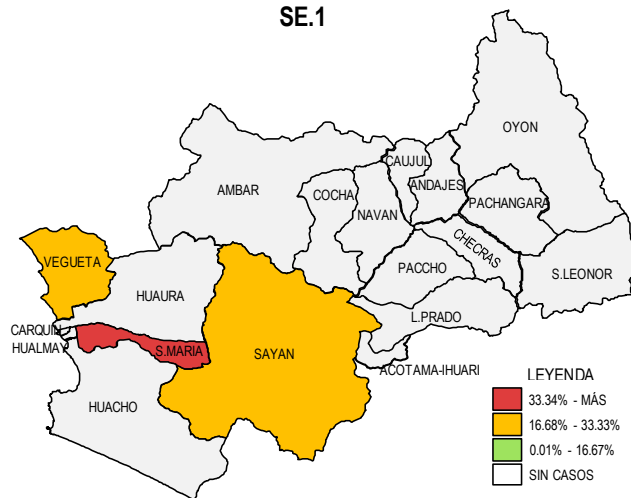 SE.1
OYON
CAUJUL
ANDAJES
AMBAR
COCHA
PACHANGARA
NAVAN
CHECRAS
VEGUETA
PACCHO
S.LEONOR
HUAURA
L.PRADO
CARQUIN
HUALMAY
S.MARIA
SAYAN
ACOTAMA-IHUARI
HUACHO
LEYENDA
33.34% - MÁS
16.68% - 33.33%
0.01% - 16.67%
SIN CASOS